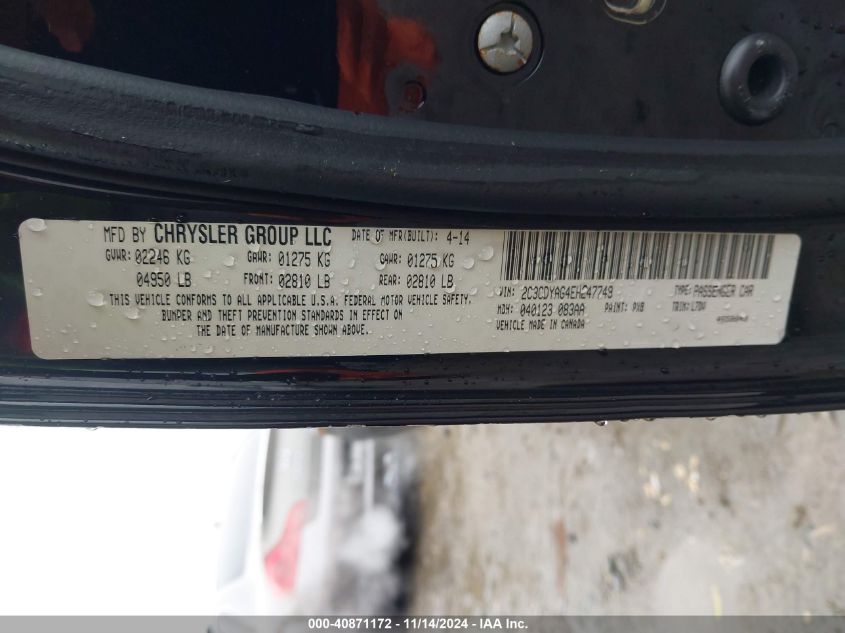 MFD BY CHRYSLER GROUP LLC DATE OF MFR(BUILT): 4-14
GVWR: 02246 KG GAWR: 01275 KG GAWR: 01275 KG
04950 LB FRONT: 02810 LB REAR: 02810 LB
THIS VEHICLE CONFORMS TO ALL APPLICABLE U.S.A. FEDERAL MOTOR VEHICLE SAFETY,
BUMPER AND THEFT PREVENTION STANDARDS IN EFFECT ON
THE DATE OF MANUFACTURE SHOWN ABOVE.
VIN: 2C3CDYAG4EH247749 TYPE: PASSENGER CAR
MDH: 040123 083AA PAINT: PX8 TRIM: L7DV
VEHICLE MADE IN CANADA
000-40871172 - 11/14/2024 - IAA Inc.